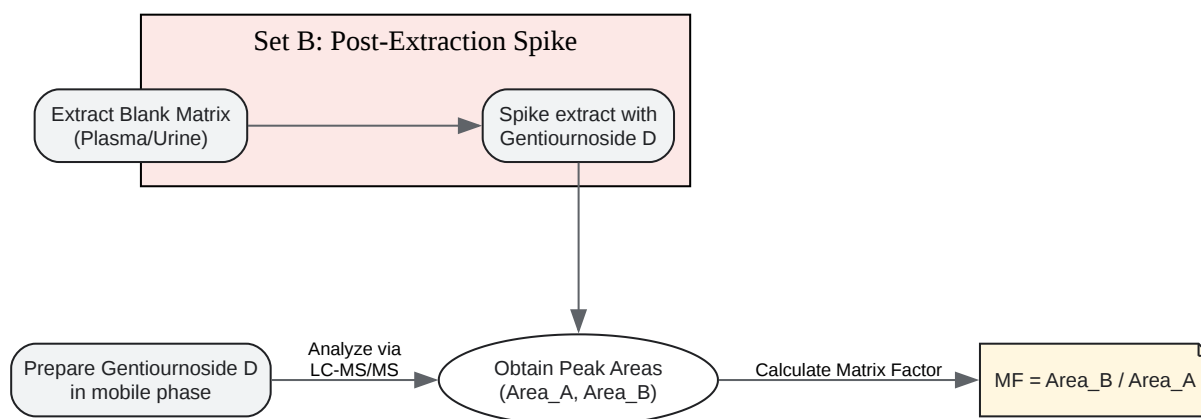 Set B: Post-Extraction Spike
Extract Blank Matrix
(Plasma/Urine)
Spike extract with
Gentiournoside D
Prepare Gentiournoside D
in mobile phase
Analyze via
LC-MS/MS
Obtain Peak Areas
(Area_A, Area_B)
Calculate Matrix Factor
MF = Area_B / Area_A